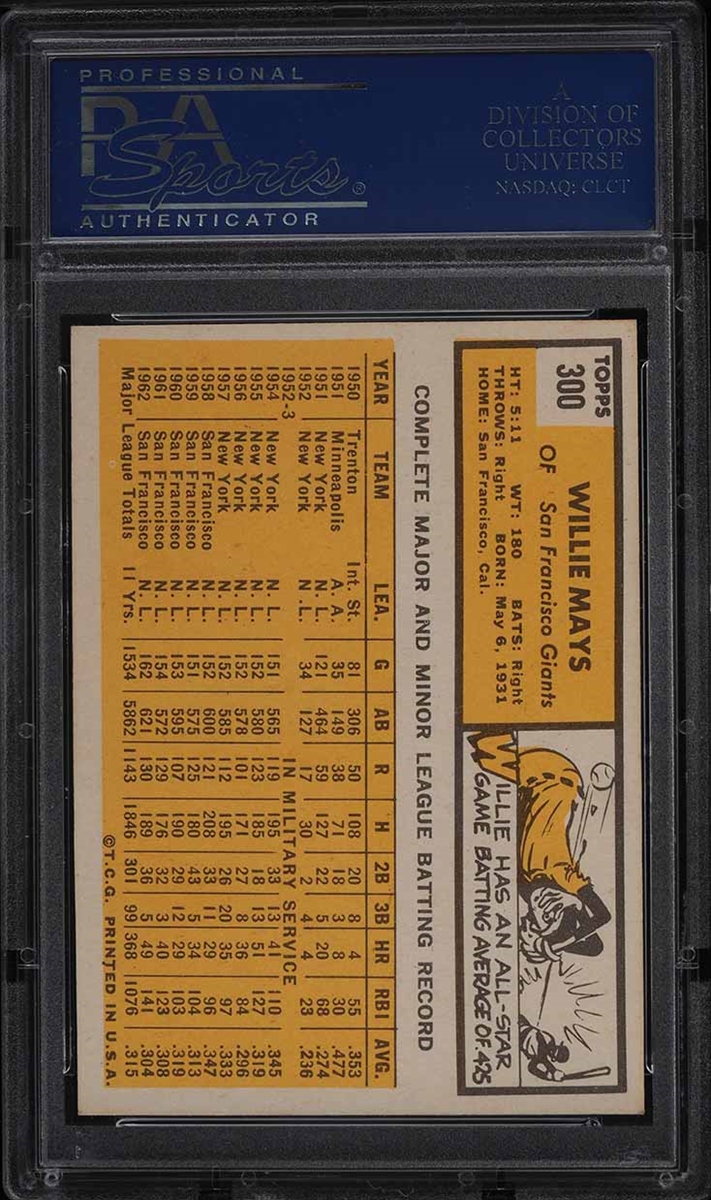 PROFESSIONAL
PSA
Sports®
AUTHENTICATOR
A
DIVISION OF
COLLECTORS
UNIVERSE
NASDAQ: CLCT
TOPPS
300
WILLIE MAYS
OF San Francisco Giants
HT: 5:11 WT: 180 BATS: Right
THROWS: Right BORN: May 6, 1931
HOME: San Francisco, Cal.
WILLIE HAS AN ALL-STAR
GAME BATTING AVERAGE OF .425
COMPLETE MAJOR AND MINOR LEAGUE BATTING RECORD
YEAR TEAM LEA. G AB R H 2B 3B HR RBI AVG.
1950 Trenton Int. St. 81 306 50 108 20 8 4 55 .353
1951 Minneapolis A. A. 35 149 38 71 18 3 8 30 .477
1951 New York N. L. 121 464 59 127 22 5 20 68 .274
1952 New York N. L. 34 127 17 30 2 4 4 23 .236
1952-3 IN MILITARY SERVICE
1954 New York N. L. 151 565 119 195 33 13 41 110 .345
1955 New York N. L. 152 580 123 185 18 13 51 127 .319
1956 New York N. L. 152 578 101 171 27 8 36 84 .296
1957 New York N. L. 152 585 112 195 26 20 35 97 .333
1958 San Francisco N. L. 152 600 121 208 33 11 29 96 .347
1959 San Francisco N. L. 151 575 125 180 43 5 34 104 .313
1960 San Francisco N. L. 153 595 107 190 29 12 29 103 .319
1961 San Francisco N. L. 154 572 129 176 32 3 40 123 .308
1962 San Francisco N. L. 162 621 130 189 36 5 49 141 .304
Major League Totals 11 Yrs. 1534 5862 1143 1846 301 99 368 1076 .315
©T.C.G. PRINTED IN U.S.A.